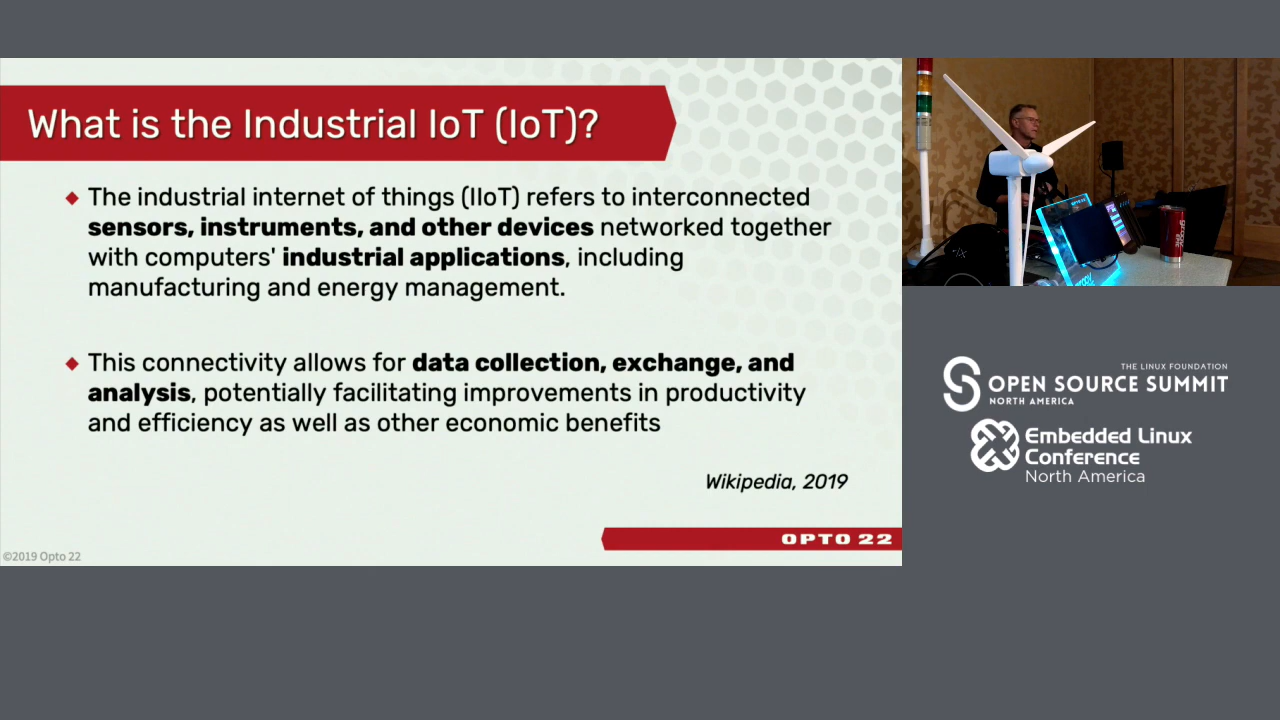 What is the Industrial IoT (IoT)?
The industrial internet of things (IIoT) refers to interconnected
sensors, instruments, and other devices networked together
with computers' industrial applications, including
manufacturing and energy management.
This connectivity allows for data collection, exchange, and
analysis, potentially facilitating improvements in productivity
and efficiency as well as other economic benefits
Wikipedia, 2019
OPTO 22
©2019 Opto 22
THE LINUX FOUNDATION
OPEN SOURCE SUMMIT
NORTH AMERICA
Embedded Linux
Conference
North America